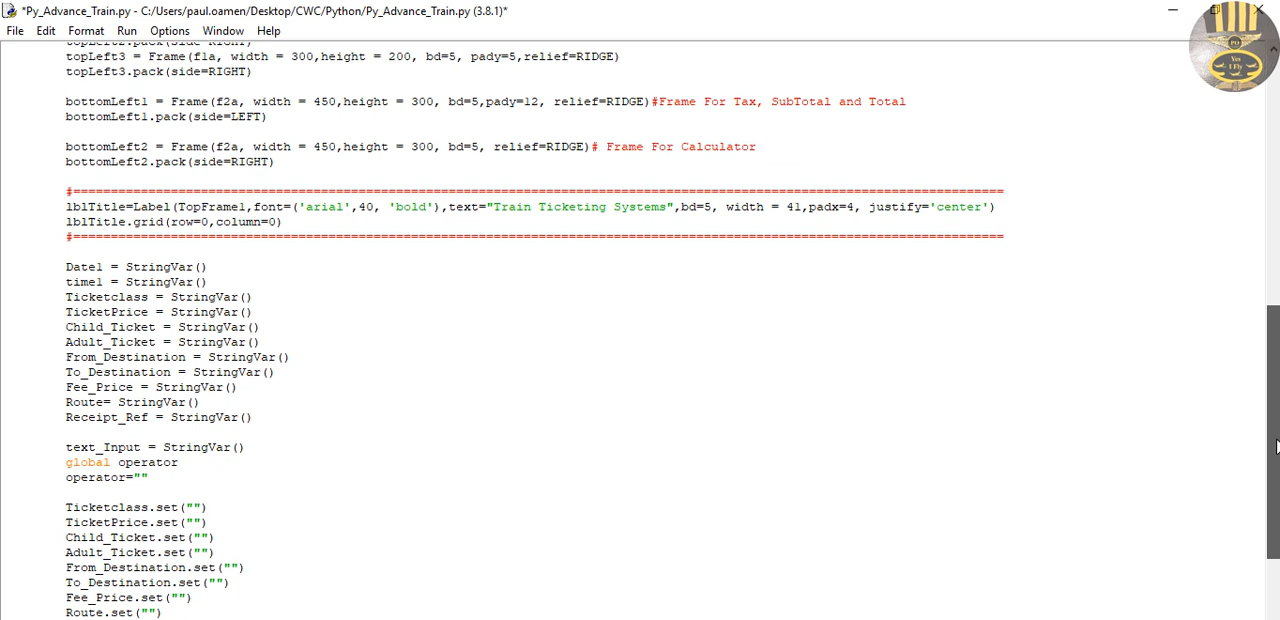 *Py_Advance_Train.py - C:/Users/paul.oamen/Desktop/CWC/Python/Py_Advance_Train.py (3.8.1)*
File Edit Format Run Options Window Help
topLeft2.pack(side=RIGHT)
topLeft3 = Frame(f1a, width = 300,height = 200, bd=5, pady=5,relief=RIDGE)
topLeft3.pack(side=RIGHT)
bottomLeft1 = Frame(f2a, width = 450,height = 300, bd=5,pady=12, relief=RIDGE)#Frame For Tax, SubTotal and Total
bottomLeft1.pack(side=LEFT)
bottomLeft2 = Frame(f2a, width = 450,height = 300, bd=5, relief=RIDGE)# Frame For Calculator
bottomLeft2.pack(side=RIGHT)
#============================================================================================================================
lblTitle=Label(TopFrame1,font=('arial',40, 'bold'),text="Train Ticketing Systems",bd=5, width = 41,padx=4, justify='center')
lblTitle.grid(row=0,column=0)
#============================================================================================================================
Date1 = StringVar()
time1 = StringVar()
Ticketclass = StringVar()
TicketPrice = StringVar()
Child_Ticket = StringVar()
Adult_Ticket = StringVar()
From_Destination = StringVar()
To_Destination = StringVar()
Fee_Price = StringVar()
Route= StringVar()
Receipt_Ref = StringVar()
text_Input = StringVar()
global operator
operator=""
Ticketclass.set("")
TicketPrice.set("")
Child_Ticket.set("")
Adult_Ticket.set("")
From_Destination.set("")
To_Destination.set("")
Fee_Price.set("")
Route.set("")
PO
Yes
I Fly